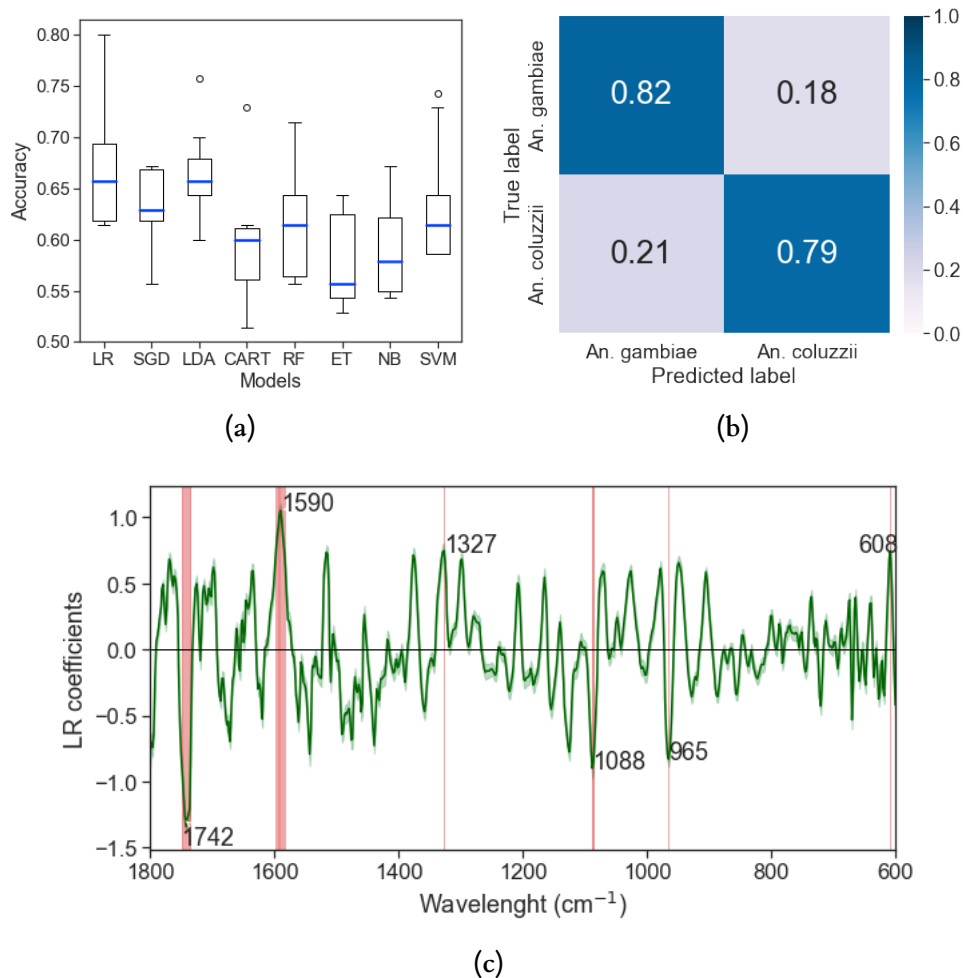 0.80
0.75
0.70
0.65
0.60
0.55
0.50
Accuracy
LR SGD LDA CART RF ET NB SVM
Models
(a)
True label
An. gambiae
An. coluzzii
0.82 0.18
0.21 0.79
An. gambiae An. coluzzii
Predicted label
1.0
0.8
0.6
0.4
0.2
0.0
(b)
LR coefficients
1.0
0.5
0.0
−0.5
−1.0
−1.5
1590
1327
608
1088
965
1742
1800 1600 1400 1200 1000 800 600
Wavelenght (cm⁻¹)
(c)